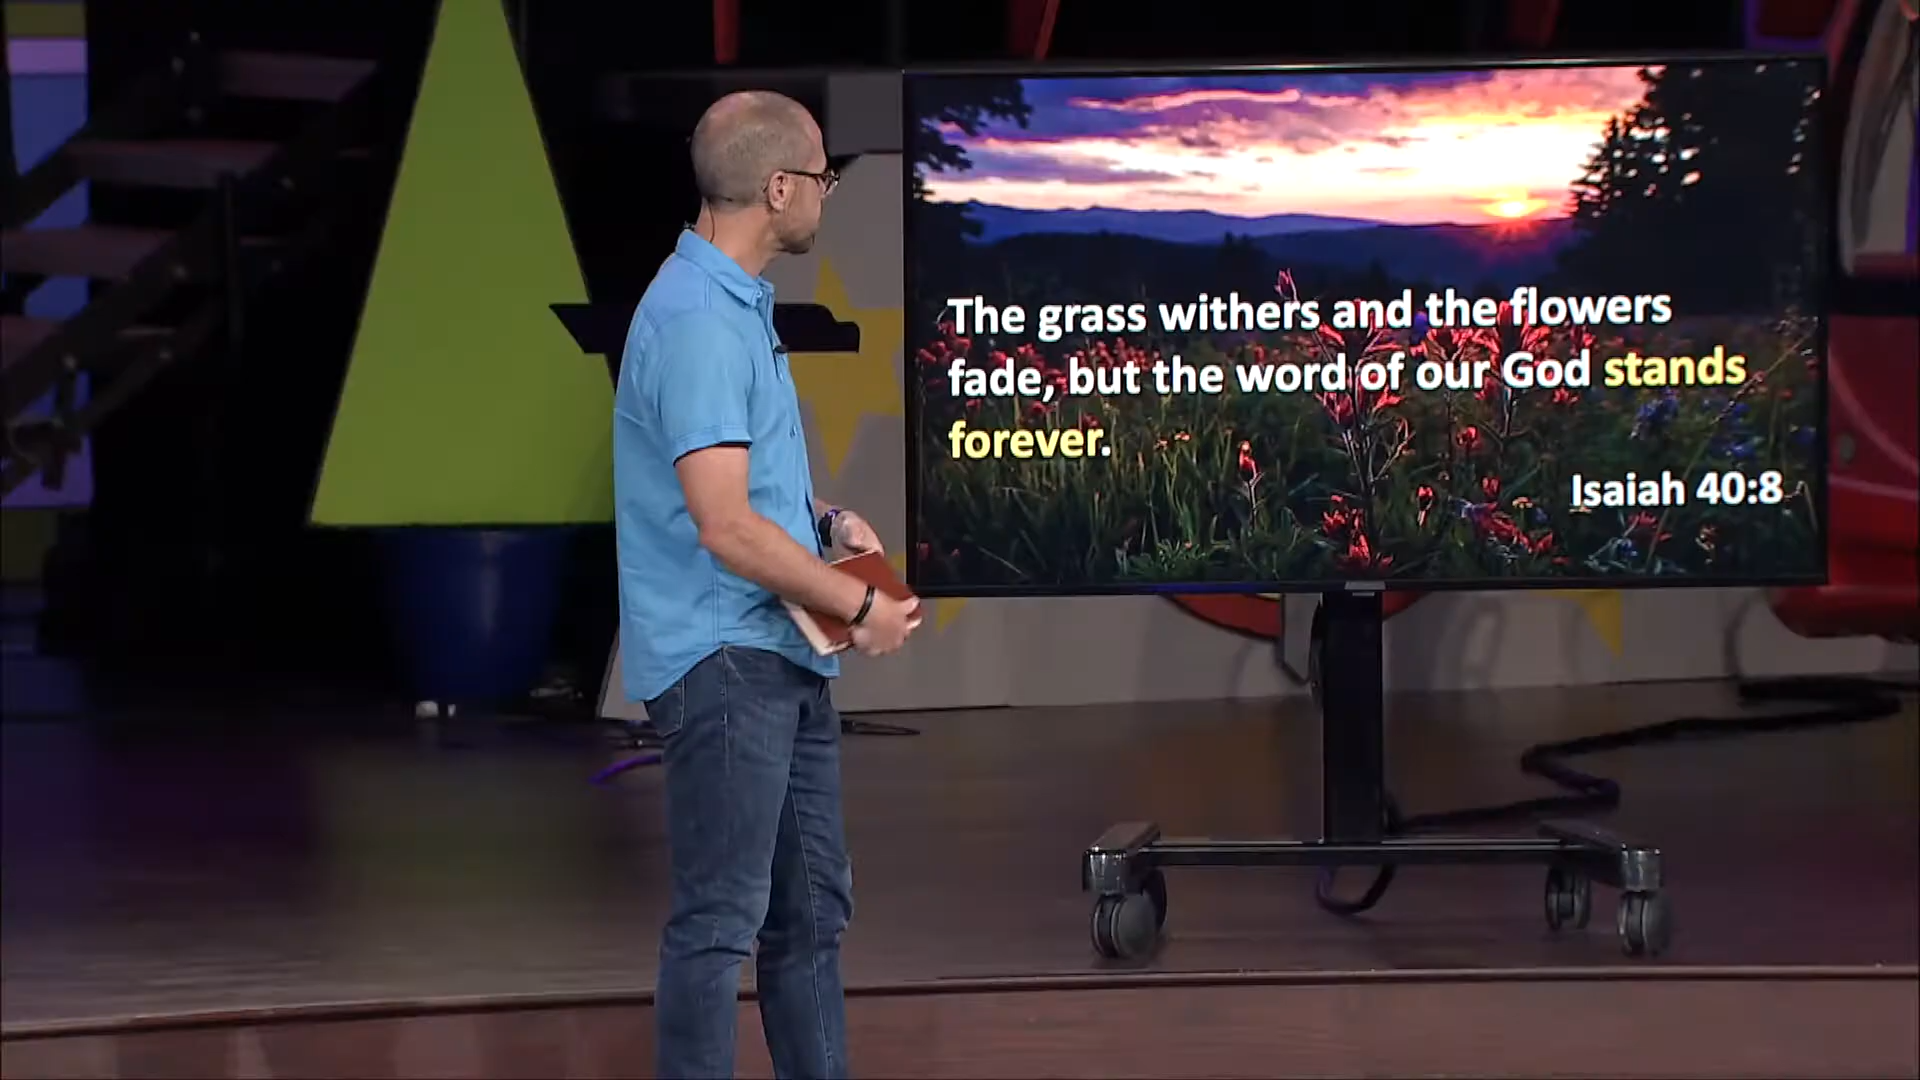 The grass withers and the flowers
fade, but the word of our God stands
forever.
Isaiah 40:8